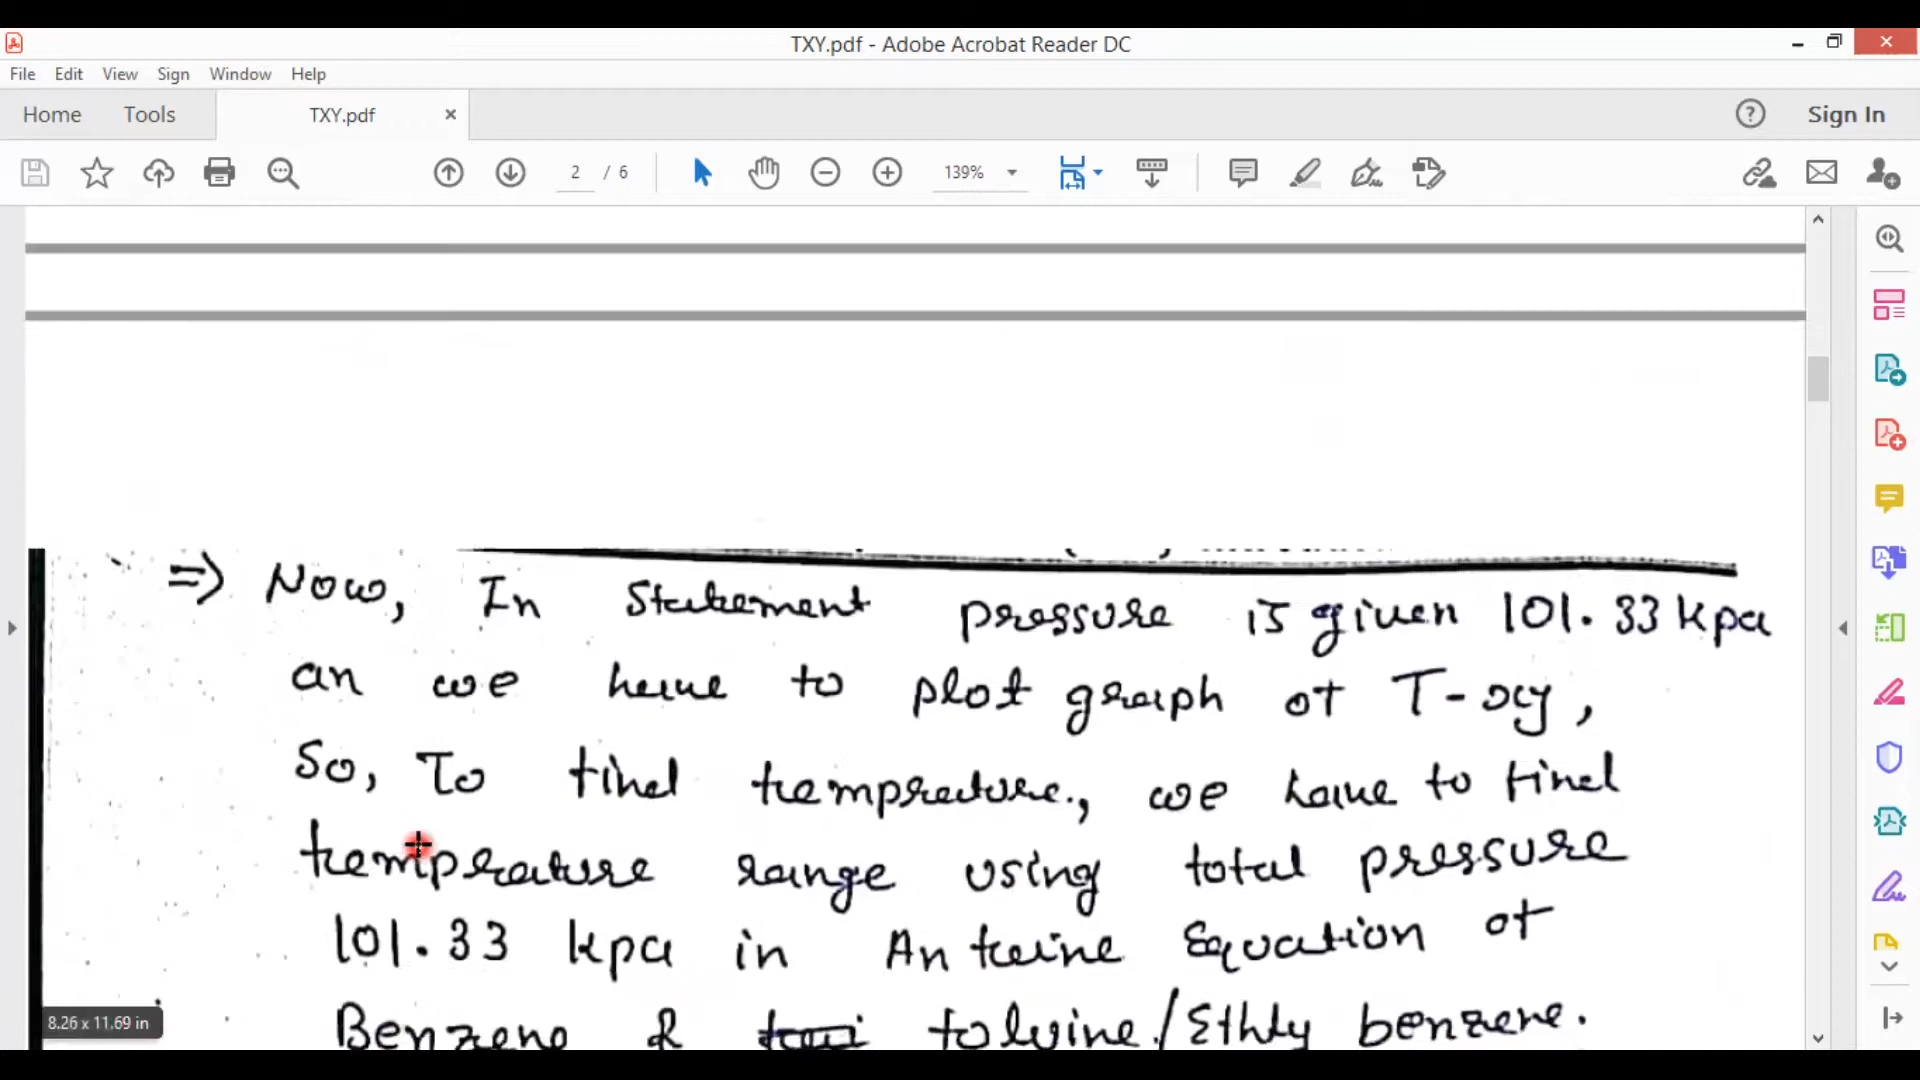 TXY.pdf - Adobe Acrobat Reader DC
File Edit View Sign Window Help
Home Tools TXY.pdf × ? Sign In
2 / 6 139%
=> Now, In Statement pressure is given 101.33 kpa
an we have to plot graph of T-xy,
So, To find temprature, we have to find
temprature range using total pressure
101.33 kpa in Antoine Equation of
Benzene & toluine/Ethly benzene.
8.26 x 11.69 in